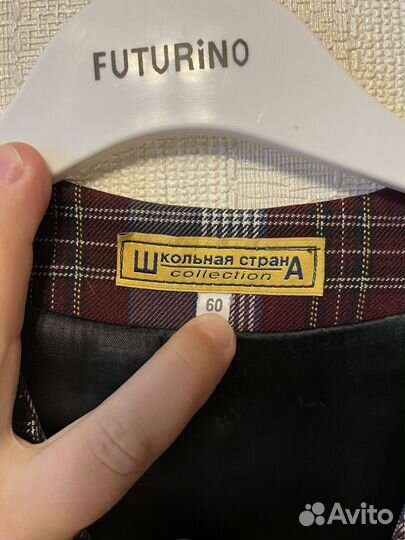 FUTURiNO
Школьная странА
collection
60
Avito